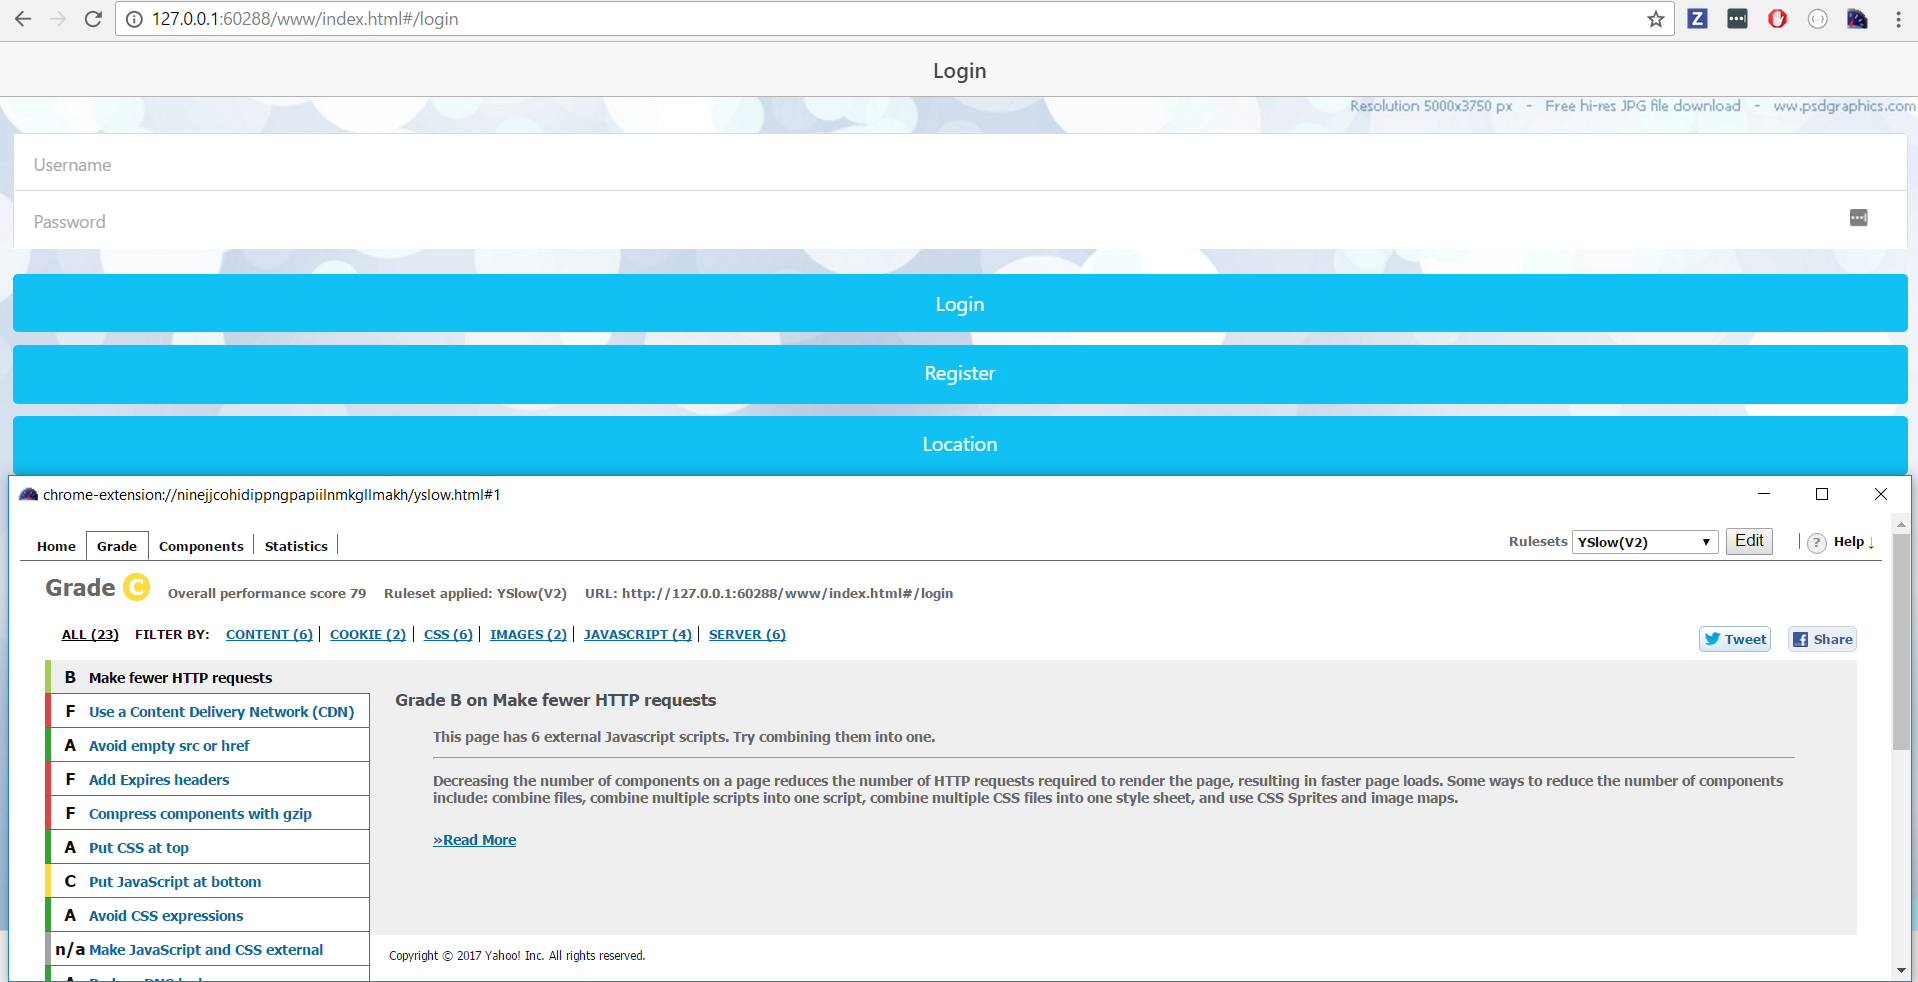 127.0.0.1:60288/www/index.html#/login
Z
Login
Resolution 5000x3750 px - Free hi-res JPG file download - ww.psdgraphics.com
Username
Password
Login
Register
Location
chrome-extension://ninejjcohidippngpapiilnmkgllmakh/yslow.html#1
Home Grade Components Statistics Rulesets YSlow(V2) Edit ? Help ↓
Grade C Overall performance score 79 Ruleset applied: YSlow(V2) URL: http://127.0.0.1:60288/www/index.html#/login
ALL (23) FILTER BY: CONTENT (6) COOKIE (2) CSS (6) IMAGES (2) JAVASCRIPT (4) SERVER (6)
Tweet f Share
B Make fewer HTTP requests
F Use a Content Delivery Network (CDN)
A Avoid empty src or href
F Add Expires headers
F Compress components with gzip
A Put CSS at top
C Put JavaScript at bottom
A Avoid CSS expressions
n/a Make JavaScript and CSS external
Grade B on Make fewer HTTP requests
This page has 6 external Javascript scripts. Try combining them into one.
Decreasing the number of components on a page reduces the number of HTTP requests required to render the page, resulting in faster page loads. Some ways to reduce the number of components
include: combine files, combine multiple scripts into one script, combine multiple CSS files into one style sheet, and use CSS Sprites and image maps.
»Read More
Copyright © 2017 Yahoo! Inc. All rights reserved.